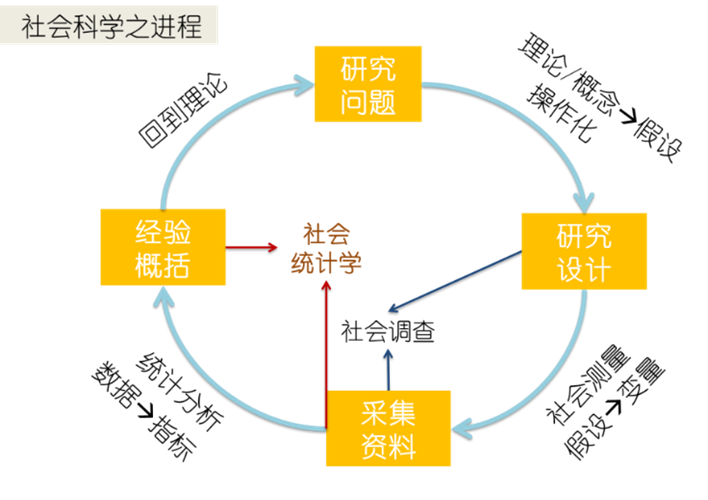 社会科学之进程
研究
问题
理论/概念→假设
操作化
回到理论
经验
概括
社会
统计学
研究
设计
社会调查
统计分析
数据→指标
采集
资料
社会测量
假设→变量